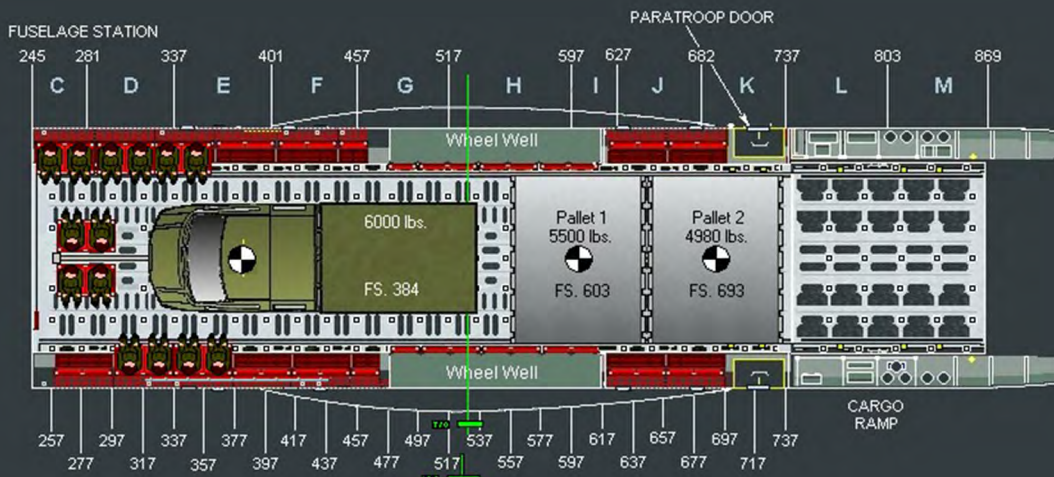 PARATROOP DOOR
FUSELAGE STATION
245 281 337 401 457 517 597 627 682 737 803 869
C D E F G H I J K L M
Wheel Well
6000 lbs.
FS. 384
Pallet 1
5500 lbs.
FS. 603
Pallet 2
4980 lbs.
FS. 693
Wheel Well
CARGO
RAMP
T/O
257 297 337 377 417 457 497 537 577 617 657 697 737
277 317 357 397 437 477 517 557 597 637 677 717